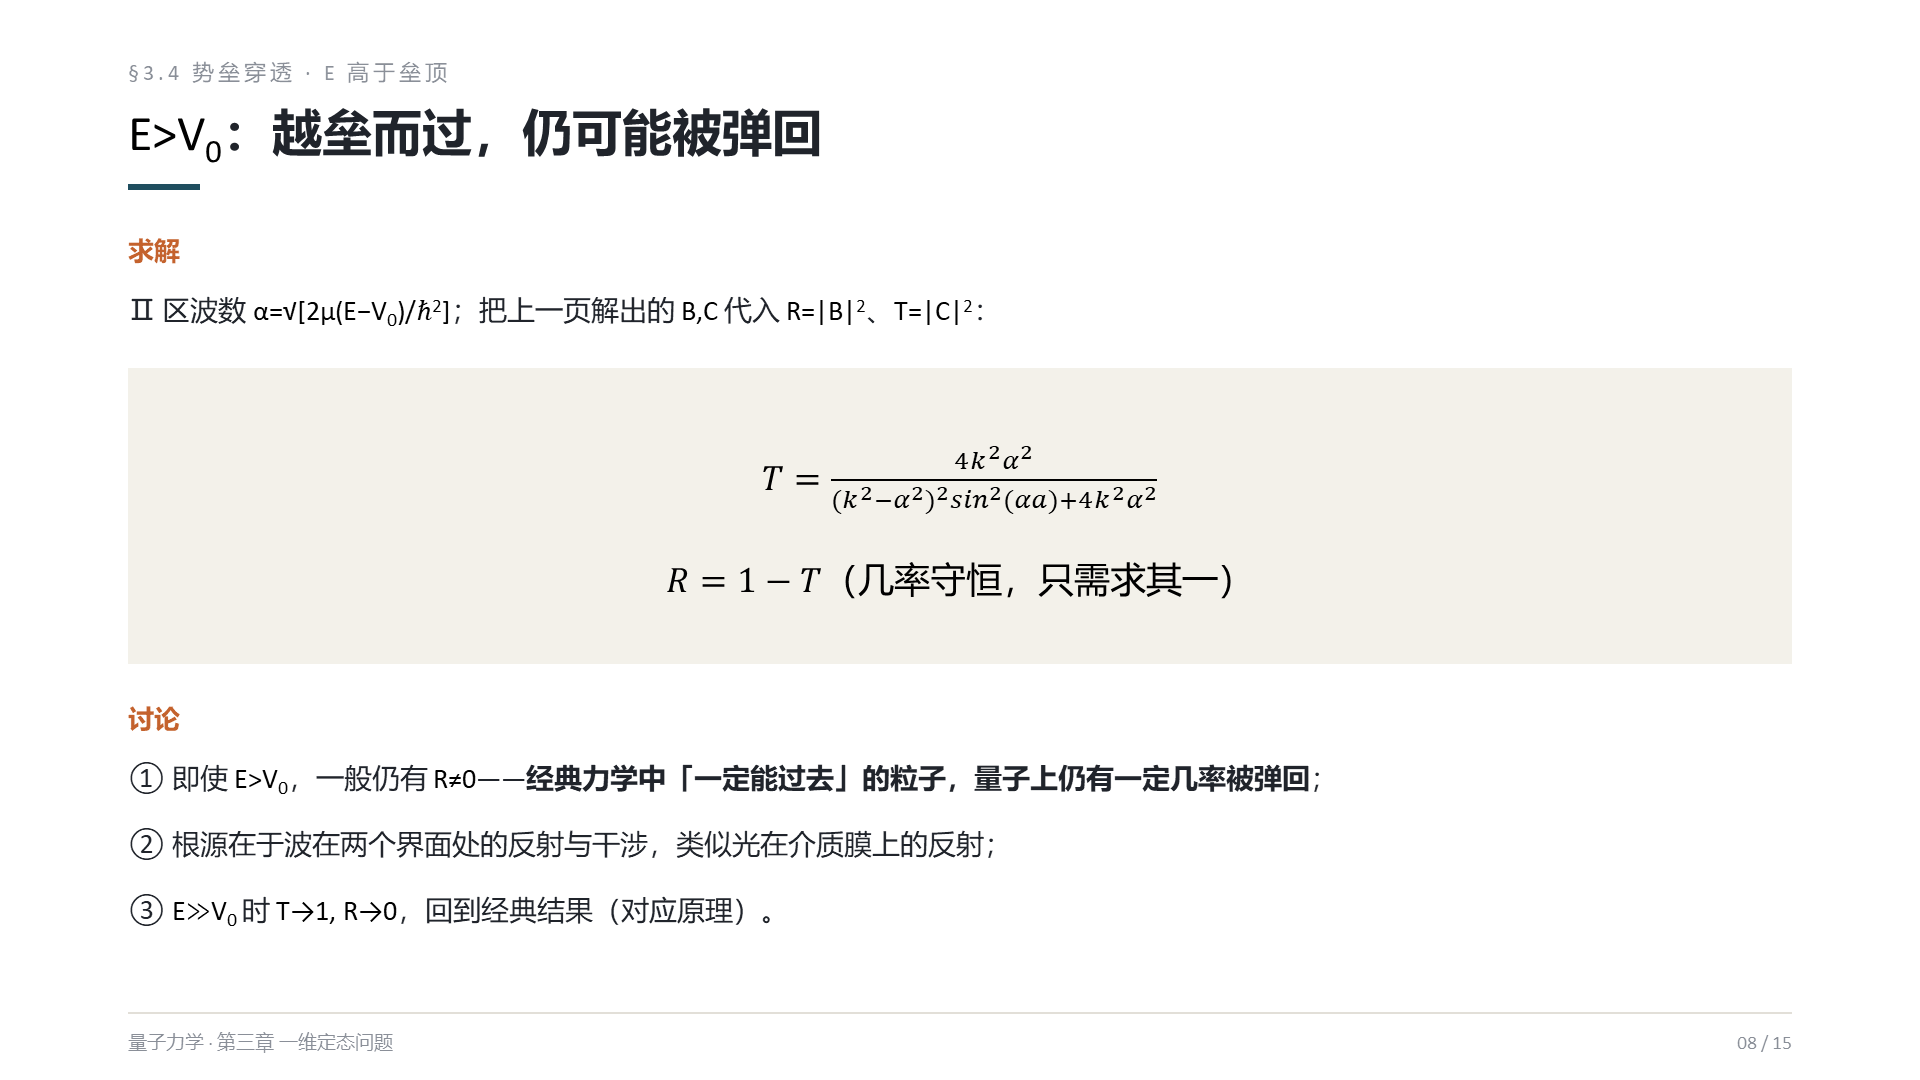 §3.4 势垒穿透 · E 高于垒顶
E>V₀：越垒而过，仍可能被弹回
求解
Ⅱ 区波数 α=√[2μ(E−V₀)/ℏ²]；把上一页解出的 B,C 代入 R=|B|²、T=|C|²：
T = 4k²α² / (k²−α²)²sin²(αa)+4k²α²
R = 1 − T（几率守恒，只需求其一）
讨论
① 即使 E>V₀，一般仍有 R≠0——经典力学中「一定能过去」的粒子，量子上仍有一定几率被弹回；
② 根源在于波在两个界面处的反射与干涉，类似光在介质膜上的反射；
③ E≫V₀ 时 T→1, R→0，回到经典结果（对应原理）。
量子力学 · 第三章 一维定态问题
08 / 15